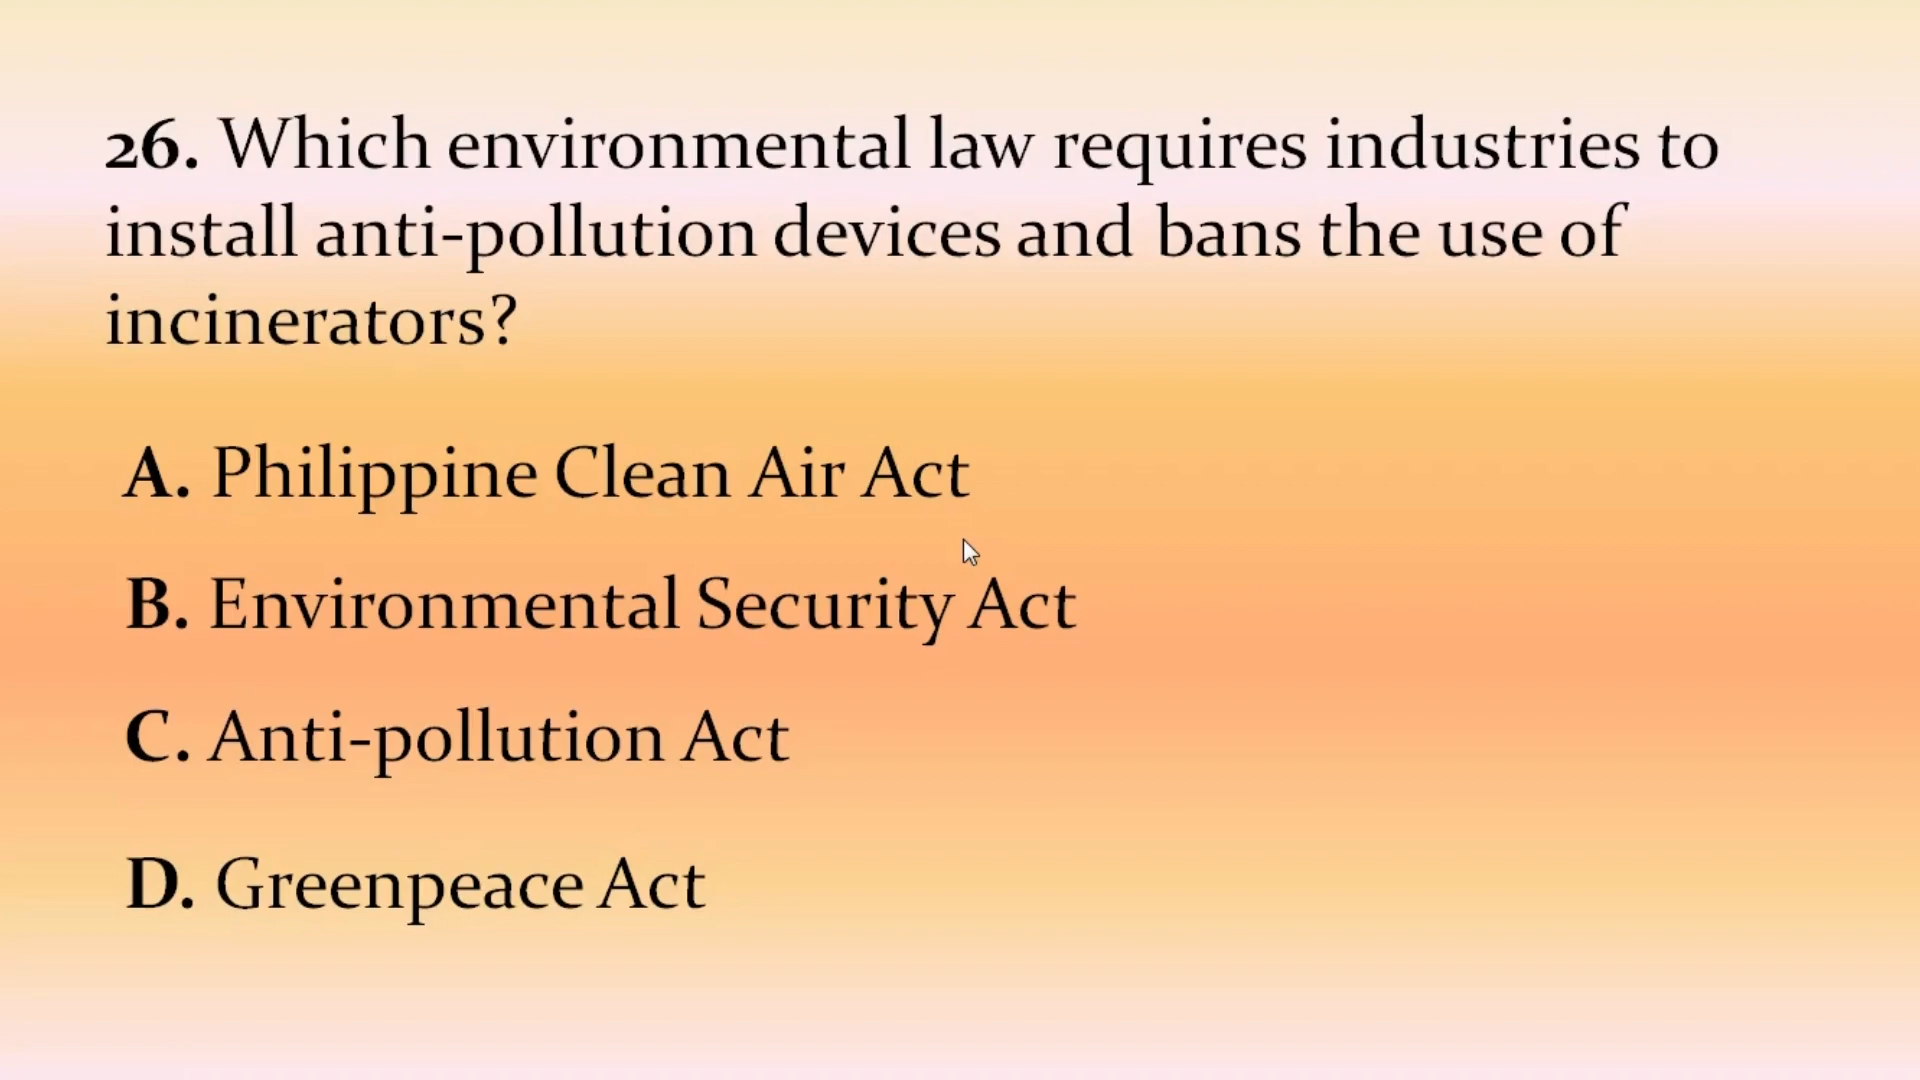 26. Which environmental law requires industries to
install anti-pollution devices and bans the use of
incinerators?
A. Philippine Clean Air Act
B. Environmental Security Act
C. Anti-pollution Act
D. Greenpeace Act